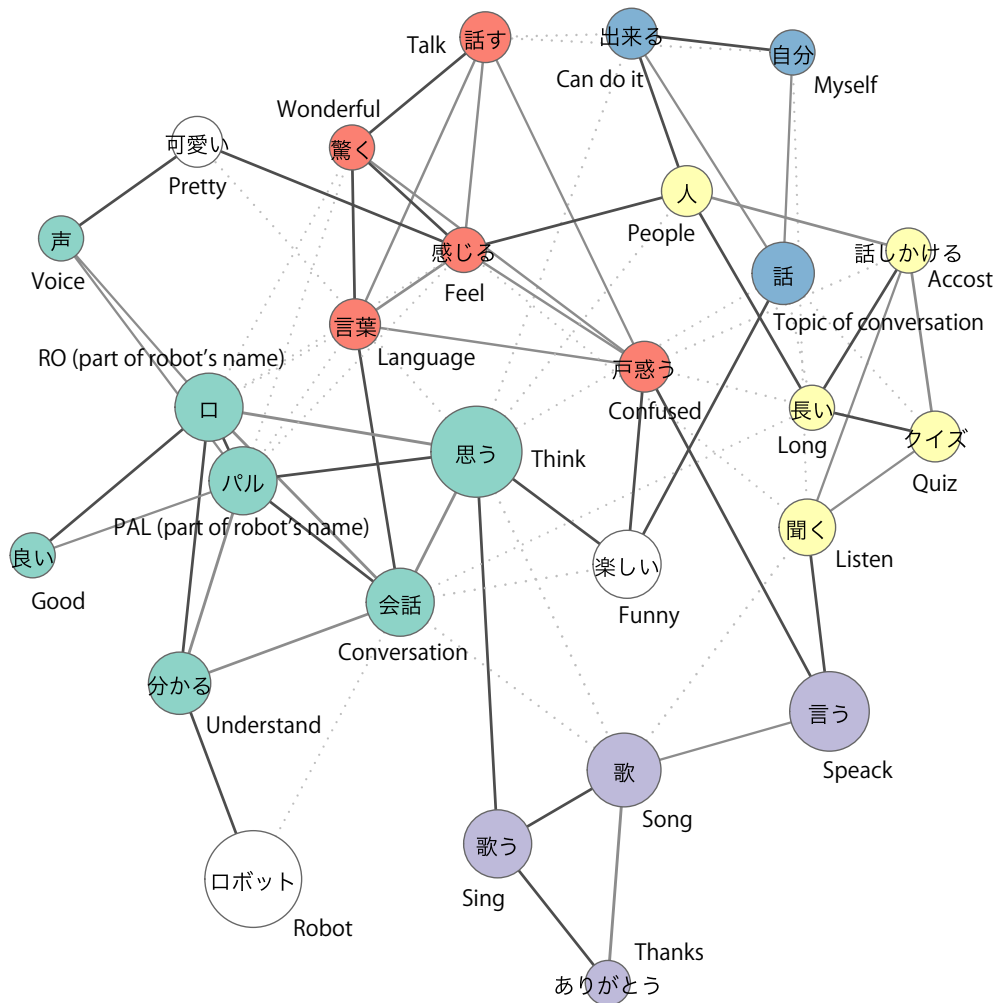 話す
Talk
出来る
Can do it
自分
Myself
Wonderful
驚く
可愛い
Pretty
人
People
声
Voice
感じる
Feel
話しかける
Accost
話
Topic of conversation
言葉
Language
RO (part of robot's name)
ロ
戸惑う
Confused
長い
Long
クイズ
Quiz
思う
Think
パル
PAL (part of robot's name)
聞く
Listen
良い
Good
楽しい
Funny
会話
Conversation
分かる
Understand
言う
Speack
歌
Song
歌う
Sing
ロボット
Robot
Thanks
ありがとう